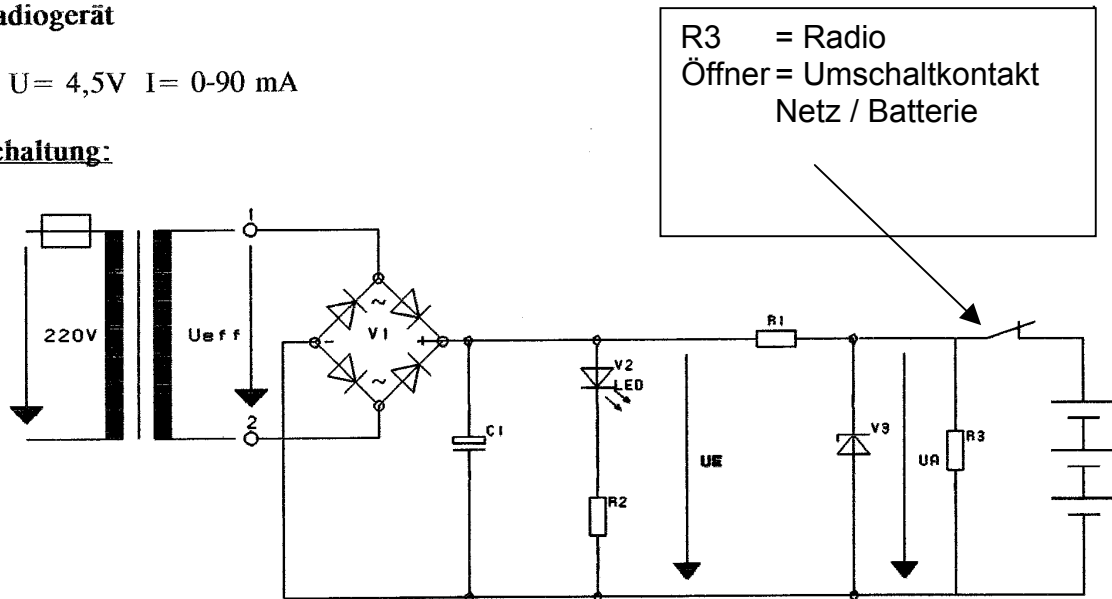 adiogerät
U= 4,5V I= 0-90 mA
chaltung:
R3 = Radio
Öffner = Umschaltkontakt
Netz / Batterie
220V
1
Ueff
2
~
V1
-
+
~
C1
V2
LED
R2
UE
R1
V3
UA
R3